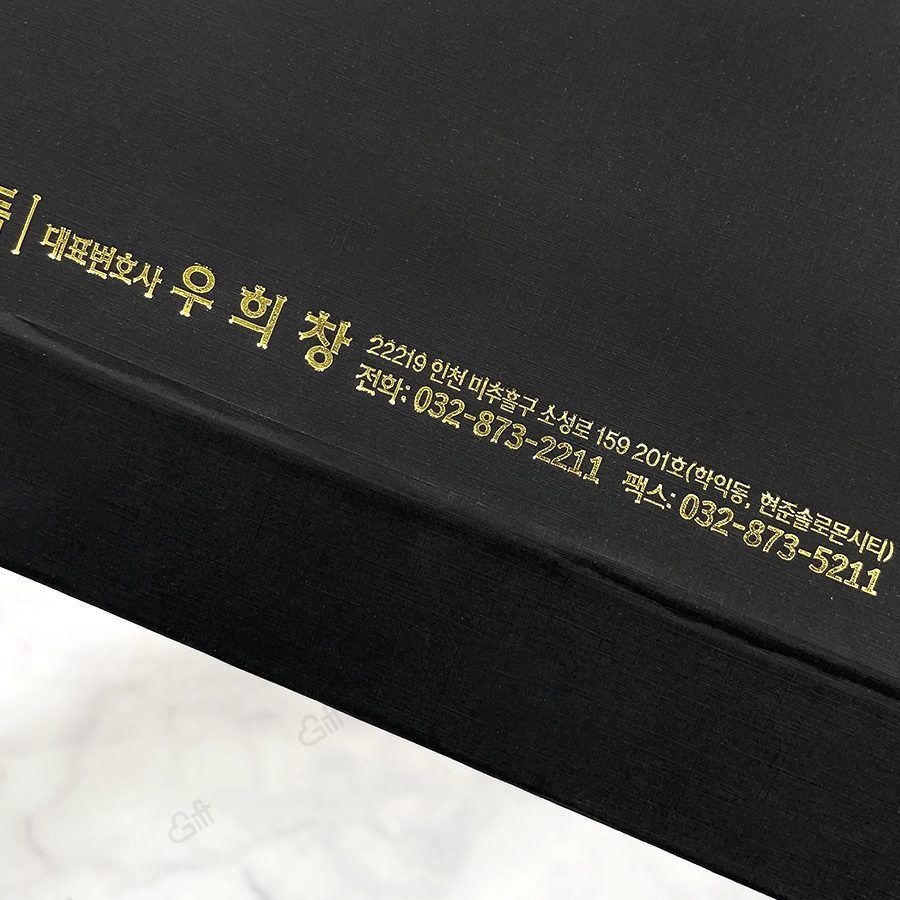 대표변호사 우 희 창
22219 인천 미추홀구 소성로 159 201호(학익동, 현준솔로몬시티)
전화: 032-873-2211 팩스: 032-873-5211
Gift
Gift